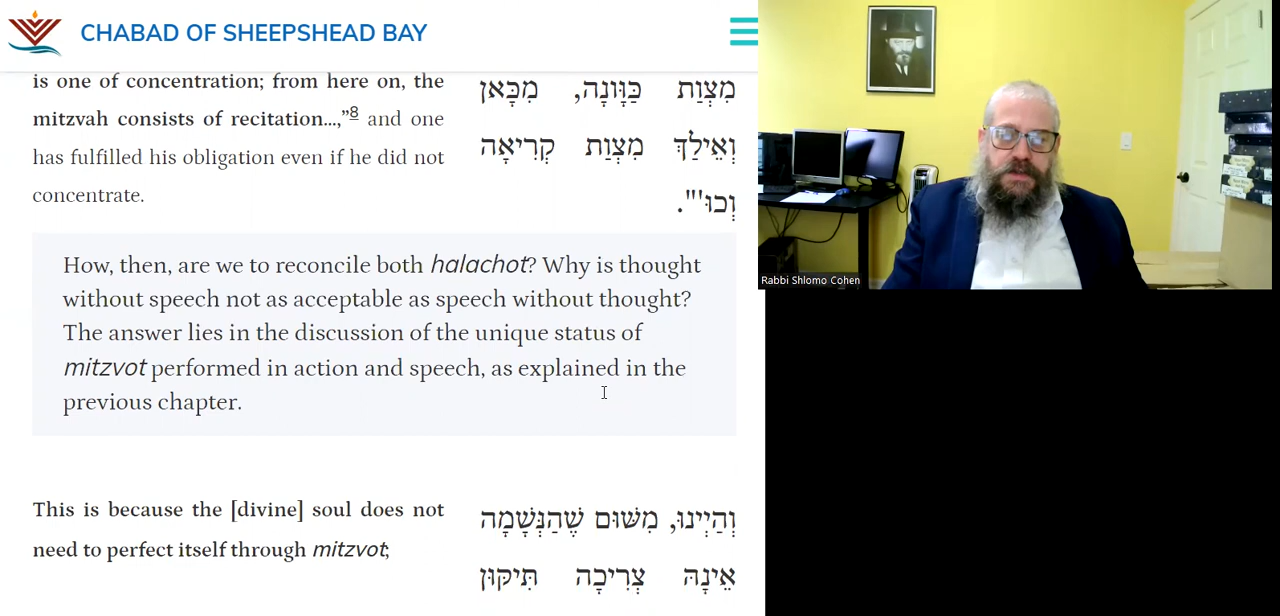 CHABAD OF SHEEPSHEAD BAY
is one of concentration; from here on, the
mitzvah consists of recitation...,”8 and one
has fulfilled his obligation even if he did not
concentrate.
מִצְוַת כַּוָּונָה, מִכָּאן
וְאֵילַךְ מִצְוַת קְרִיאָה
וְכוּ'".
How, then, are we to reconcile both halachot? Why is thought
without speech not as acceptable as speech without thought?
The answer lies in the discussion of the unique status of
mitzvot performed in action and speech, as explained in the
previous chapter.
This is because the [divine] soul does not
need to perfect itself through mitzvot;
וְהַיְינוּ, מִשּׁוּם שֶׁהַנְּשָׁמָה
אֵינָהּ צְרִיכָה תִּיקּוּן
Rabbi Shlomo Cohen